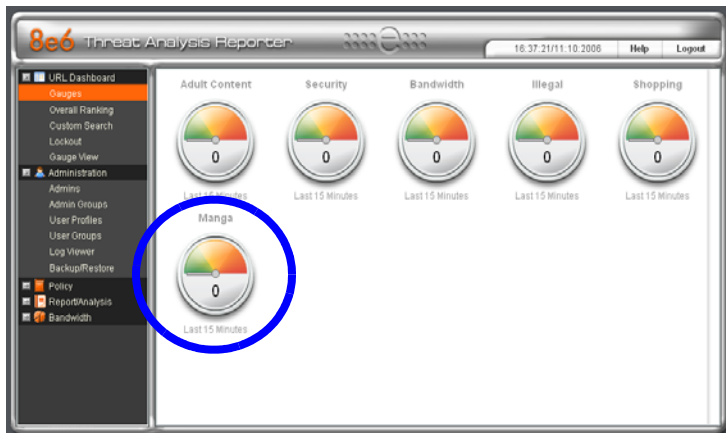 8e6 Threat Analysis Reporter
16:37:21/11:10:2006 Help Logout
URL Dashboard
Gauges
Overall Ranking
Custom Search
Lockout
Gauge View
Administration
Admins
Admin Groups
User Profiles
User Groups
Log Viewer
Backup/Restore
Policy
Report/Analysis
Bandwidth
Adult Content Security Bandwidth Illegal Shopping
0 0 0 0 0
Last 15 Minutes Last 15 Minutes Last 15 Minutes Last 15 Minutes Last 15 Minutes
Manga
0
Last 15 Minutes